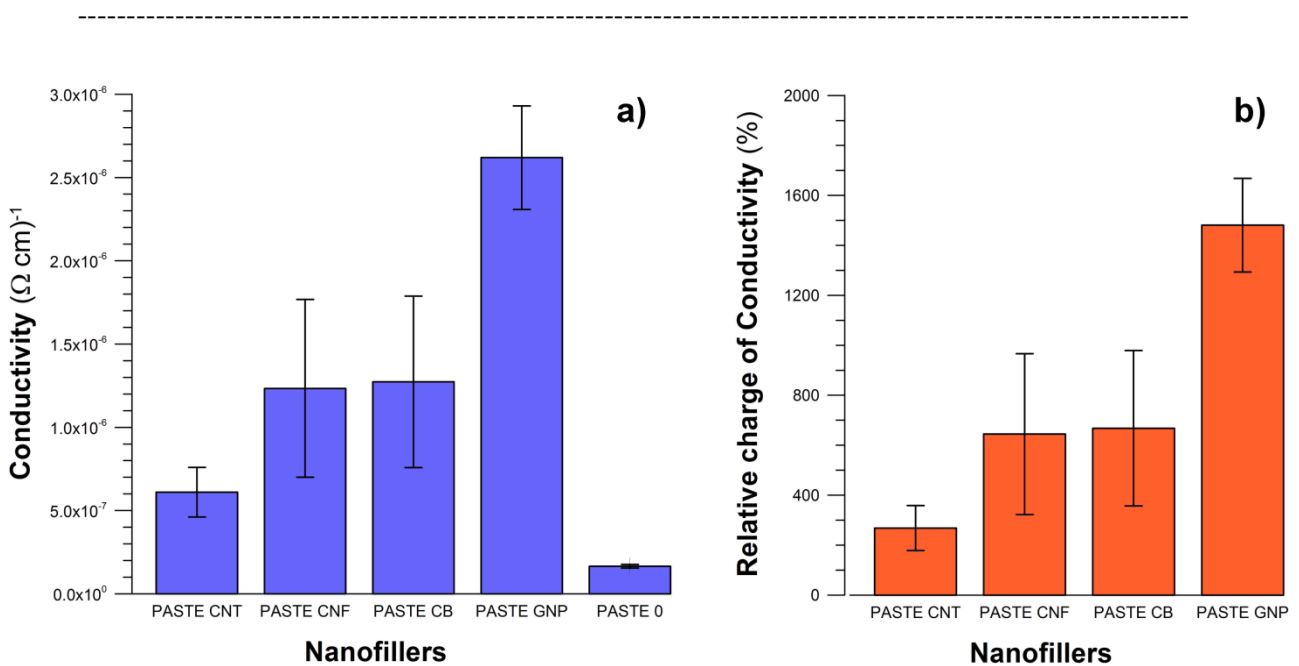 a)
Conductivity (Ω cm)⁻¹
3.0x10⁻⁶
2.5x10⁻⁶
2.0x10⁻⁶
1.5x10⁻⁶
1.0x10⁻⁶
5.0x10⁻⁷
0.0x10⁰
PASTE CNT PASTE CNF PASTE CB PASTE GNP PASTE 0
Nanofillers
b)
Relative charge of Conductivity (%)
2000
1600
1200
800
400
0
PASTE CNT PASTE CNF PASTE CB PASTE GNP
Nanofillers